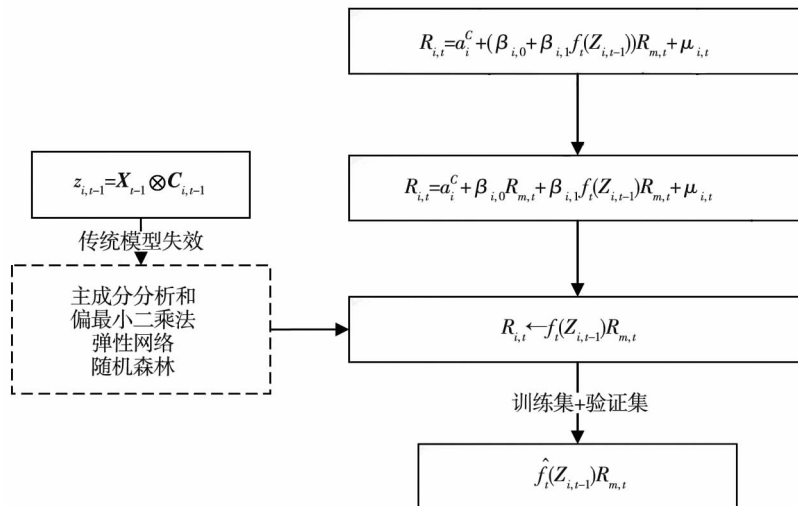 R_{i,t}=a_i^C+(β_{i,0}+β_{i,1}f_t(Z_{i,t-1}))R_{m,t}+μ_{i,t}
z_{i,t-1}=X_{t-1}⊗C_{i,t-1}
R_{i,t}=a_i^C+β_{i,0}R_{m,t}+β_{i,1}f_t(Z_{i,t-1})R_{m,t}+μ_{i,t}
传统模型失效
主成分分析和
偏最小二乘法
弹性网络
随机森林
R_{i,t}←f_t(Z_{i,t-1})R_{m,t}
训练集+验证集
\hat{f}_t(Z_{i,t-1})R_{m,t}